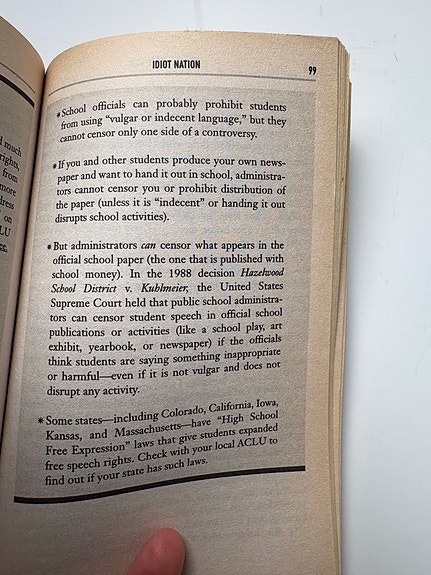 d much
rights,
from
more
dress
on
LU
ee.
IDIOT NATION
99
*School officials can probably prohibit students
from using "vulgar or indecent language," but they
cannot censor only one side of a controversy.
*If you and other students produce your own news-
paper and want to hand it out in school, administra-
tors cannot censor you or prohibit distribution of
the paper (unless it is "indecent" or handing it out
disrupts school activities).
*But administrators can censor what appears in the
official school paper (the one that is published with
school money). In the 1988 decision Hazelwood
School District v. Kuhlmeier, the United States
Supreme Court held that public school administra-
tors can censor student speech in official school
publications or activities (like a school play, art
exhibit, yearbook, or newspaper) if the officials
think students are saying something inappropriate
or harmful—even if it is not vulgar and does not
disrupt any activity.
*Some states—including Colorado, California, Iowa,
Kansas, and Massachusetts—have "High School
Free Expression" laws that give students expanded
free speech rights. Check with your local ACLU to
find out if your state has such laws.